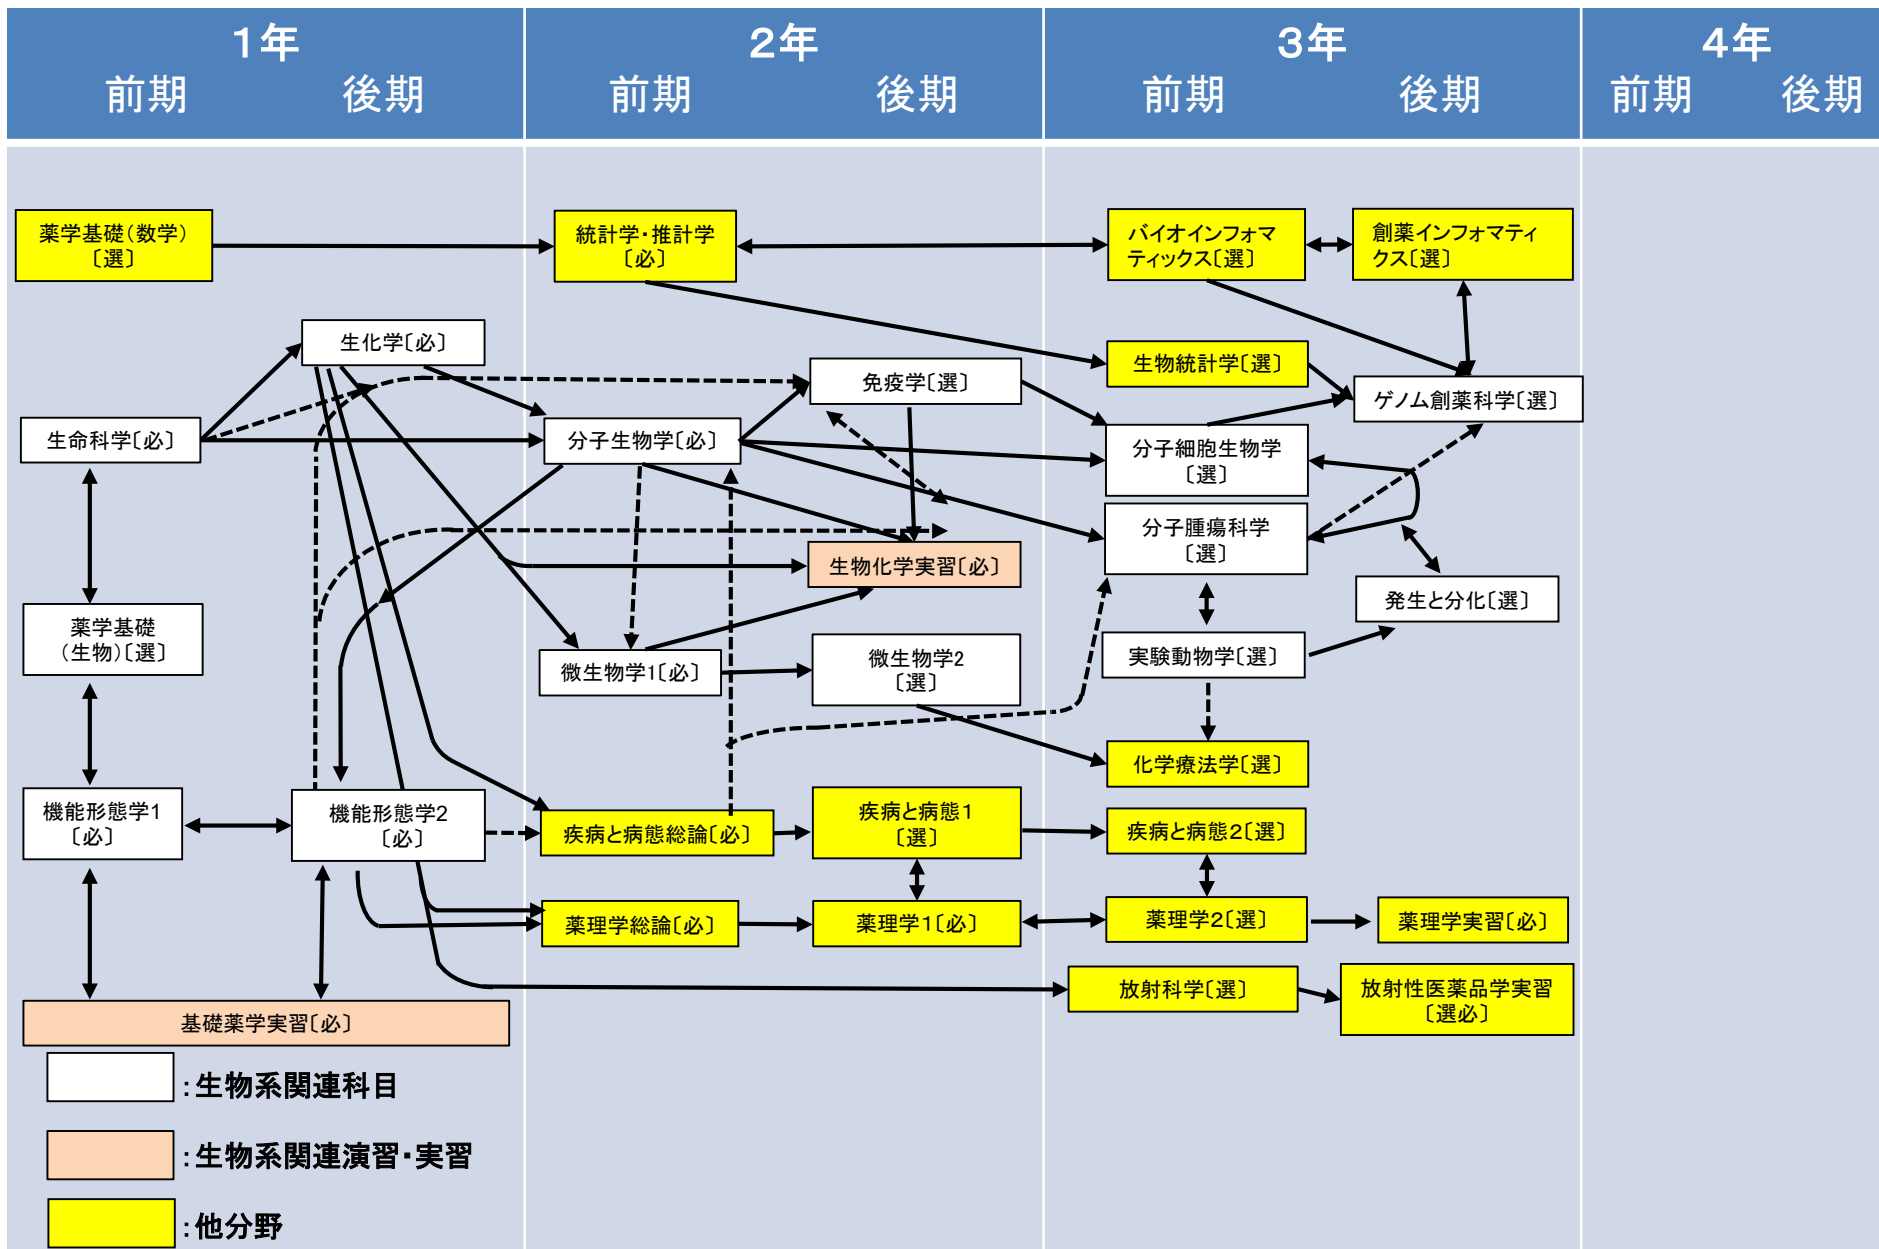 1年
2年
3年
4年
前期
後期
前期
後期
前期
後期
前期
後期
薬学基礎(数学)
〔選〕
統計学・推計学
〔必〕
バイオインフォマ
ティックス〔選〕
創薬インフォマティ
クス〔選〕
生化学〔必〕
免疫学〔選〕
生物統計学〔選〕
ゲノム創薬科学〔選〕
生命科学〔必〕
分子生物学〔必〕
分子細胞生物学
〔選〕
分子腫瘍科学
〔選〕
生物化学実習〔必〕
発生と分化〔選〕
薬学基礎
(生物)〔選〕
微生物学1〔必〕
微生物学2
〔選〕
実験動物学〔選〕
化学療法学〔選〕
機能形態学1
〔必〕
機能形態学2
〔必〕
疾病と病態総論〔必〕
疾病と病態1
〔選〕
疾病と病態2〔選〕
薬理学総論〔必〕
薬理学1〔必〕
薬理学2〔選〕
薬理学実習〔必〕
放射科学〔選〕
放射性医薬品学実習
〔選必〕
基礎薬学実習〔必〕
:生物系関連科目
:生物系関連演習・実習
:他分野